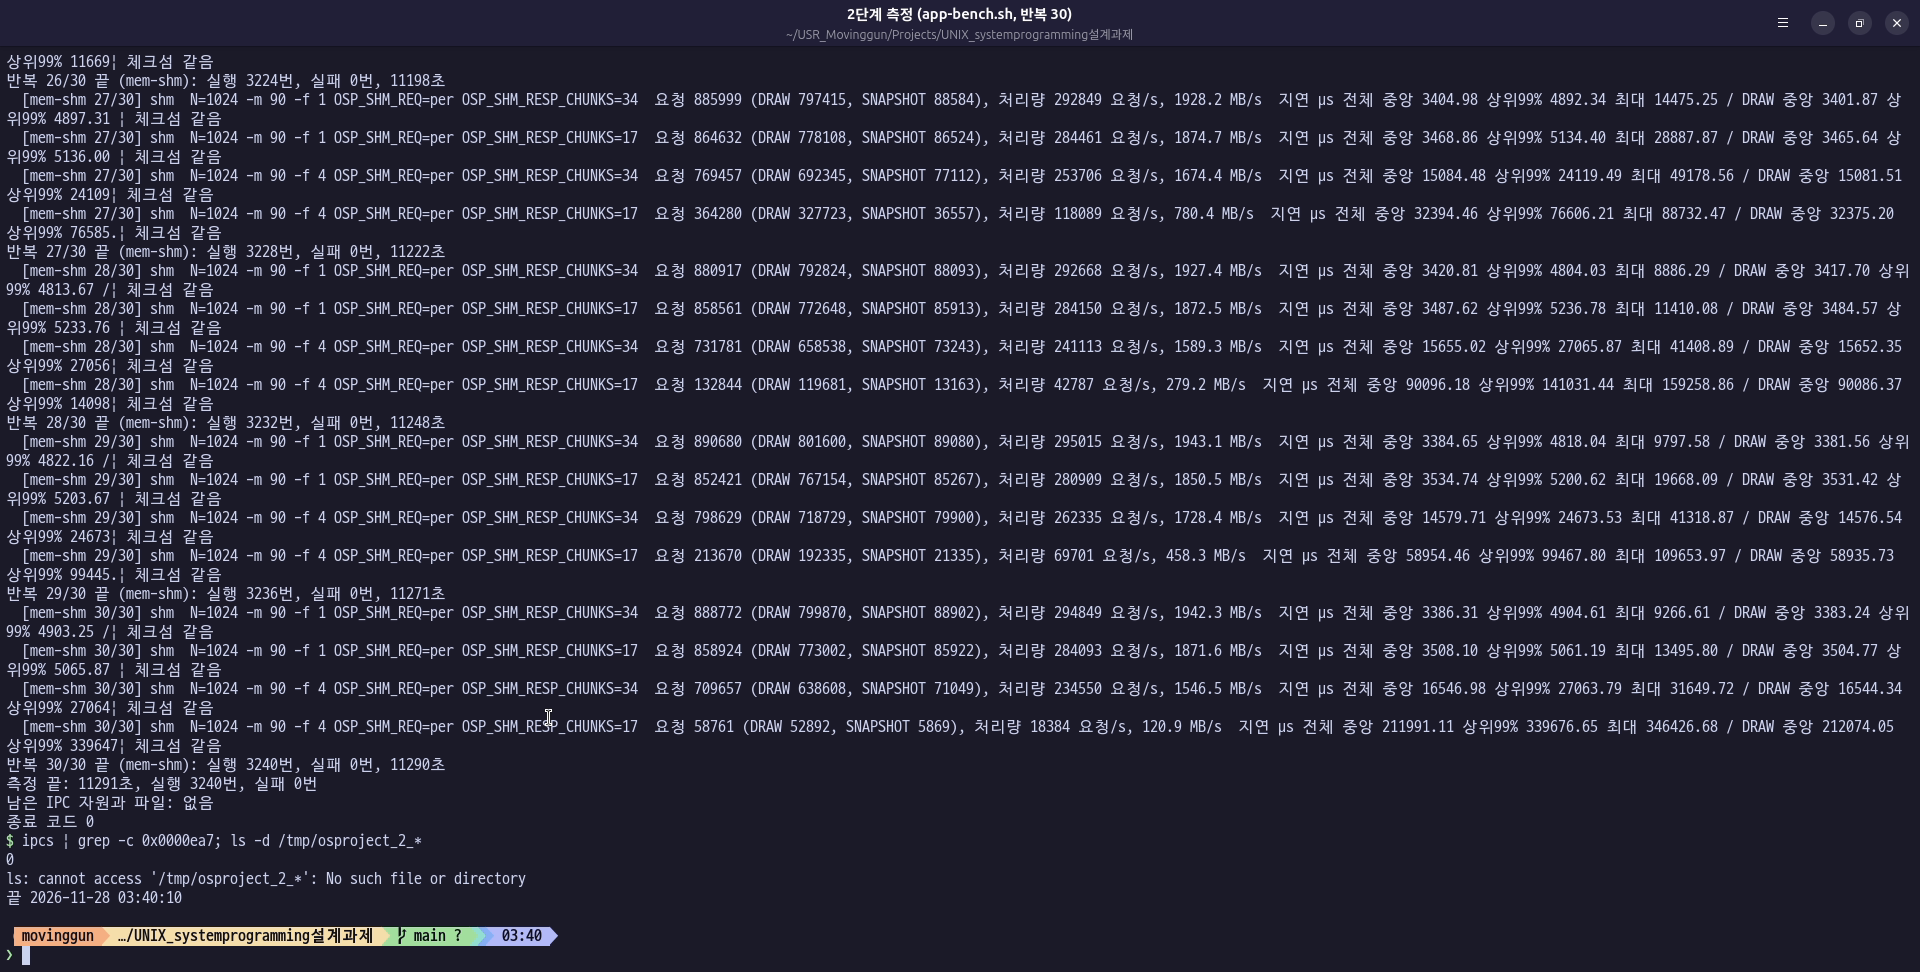 2단계 측정 (app-bench.sh, 반복 30)
~/USR_Movinggun/Projects/UNIX_systemprogramming설계과제
상위99% 11669¦ 체크섬 같음
반복 26/30 끝 (mem-shm): 실행 3224번, 실패 0번, 11198초
[mem-shm 27/30] shm  N=1024 -m 90 -f 1 OSP_SHM_REQ=per OSP_SHM_RESP_CHUNKS=34  요청 885999 (DRAW 797415, SNAPSHOT 88584), 처리량 292849 요청/s, 1928.2 MB/s  지연 µs 전체 중앙 3404.98 상위99% 4892.34 최대 14475.25 / DRAW 중앙 3401.87 상
위99% 4897.31 ¦ 체크섬 같음
[mem-shm 27/30] shm  N=1024 -m 90 -f 1 OSP_SHM_REQ=per OSP_SHM_RESP_CHUNKS=17  요청 864632 (DRAW 778108, SNAPSHOT 86524), 처리량 284461 요청/s, 1874.7 MB/s  지연 µs 전체 중앙 3468.86 상위99% 5134.40 최대 28887.87 / DRAW 중앙 3465.64 상
위99% 5136.00 ¦ 체크섬 같음
[mem-shm 27/30] shm  N=1024 -m 90 -f 4 OSP_SHM_REQ=per OSP_SHM_RESP_CHUNKS=34  요청 769457 (DRAW 692345, SNAPSHOT 77112), 처리량 253706 요청/s, 1674.4 MB/s  지연 µs 전체 중앙 15084.48 상위99% 24119.49 최대 49178.56 / DRAW 중앙 15081.51
상위99% 24109¦ 체크섬 같음
[mem-shm 27/30] shm  N=1024 -m 90 -f 4 OSP_SHM_REQ=per OSP_SHM_RESP_CHUNKS=17  요청 364280 (DRAW 327723, SNAPSHOT 36557), 처리량 118089 요청/s, 780.4 MB/s  지연 µs 전체 중앙 32394.46 상위99% 76606.21 최대 88732.47 / DRAW 중앙 32375.20
상위99% 76585.¦ 체크섬 같음
반복 27/30 끝 (mem-shm): 실행 3228번, 실패 0번, 11222초
[mem-shm 28/30] shm  N=1024 -m 90 -f 1 OSP_SHM_REQ=per OSP_SHM_RESP_CHUNKS=34  요청 880917 (DRAW 792824, SNAPSHOT 88093), 처리량 292668 요청/s, 1927.4 MB/s  지연 µs 전체 중앙 3420.81 상위99% 4804.03 최대 8886.29 / DRAW 중앙 3417.70 상위
99% 4813.67 /¦ 체크섬 같음
[mem-shm 28/30] shm  N=1024 -m 90 -f 1 OSP_SHM_REQ=per OSP_SHM_RESP_CHUNKS=17  요청 858561 (DRAW 772648, SNAPSHOT 85913), 처리량 284150 요청/s, 1872.5 MB/s  지연 µs 전체 중앙 3487.62 상위99% 5236.78 최대 11410.08 / DRAW 중앙 3484.57 상
위99% 5233.76 ¦ 체크섬 같음
[mem-shm 28/30] shm  N=1024 -m 90 -f 4 OSP_SHM_REQ=per OSP_SHM_RESP_CHUNKS=34  요청 731781 (DRAW 658538, SNAPSHOT 73243), 처리량 241113 요청/s, 1589.3 MB/s  지연 µs 전체 중앙 15655.02 상위99% 27065.87 최대 41408.89 / DRAW 중앙 15652.35
상위99% 27056¦ 체크섬 같음
[mem-shm 28/30] shm  N=1024 -m 90 -f 4 OSP_SHM_REQ=per OSP_SHM_RESP_CHUNKS=17  요청 132844 (DRAW 119681, SNAPSHOT 13163), 처리량 42787 요청/s, 279.2 MB/s  지연 µs 전체 중앙 90096.18 상위99% 141031.44 최대 159258.86 / DRAW 중앙 90086.37
상위99% 14098¦ 체크섬 같음
반복 28/30 끝 (mem-shm): 실행 3232번, 실패 0번, 11248초
[mem-shm 29/30] shm  N=1024 -m 90 -f 1 OSP_SHM_REQ=per OSP_SHM_RESP_CHUNKS=34  요청 890680 (DRAW 801600, SNAPSHOT 89080), 처리량 295015 요청/s, 1943.1 MB/s  지연 µs 전체 중앙 3384.65 상위99% 4818.04 최대 9797.58 / DRAW 중앙 3381.56 상위
99% 4822.16 /¦ 체크섬 같음
[mem-shm 29/30] shm  N=1024 -m 90 -f 1 OSP_SHM_REQ=per OSP_SHM_RESP_CHUNKS=17  요청 852421 (DRAW 767154, SNAPSHOT 85267), 처리량 280909 요청/s, 1850.5 MB/s  지연 µs 전체 중앙 3534.74 상위99% 5200.62 최대 19668.09 / DRAW 중앙 3531.42 상
위99% 5203.67 ¦ 체크섬 같음
[mem-shm 29/30] shm  N=1024 -m 90 -f 4 OSP_SHM_REQ=per OSP_SHM_RESP_CHUNKS=34  요청 798629 (DRAW 718729, SNAPSHOT 79900), 처리량 262335 요청/s, 1728.4 MB/s  지연 µs 전체 중앙 14579.71 상위99% 24673.53 최대 41318.87 / DRAW 중앙 14576.54
상위99% 24673¦ 체크섬 같음
[mem-shm 29/30] shm  N=1024 -m 90 -f 4 OSP_SHM_REQ=per OSP_SHM_RESP_CHUNKS=17  요청 213670 (DRAW 192335, SNAPSHOT 21335), 처리량 69701 요청/s, 458.3 MB/s  지연 µs 전체 중앙 58954.46 상위99% 99467.80 최대 109653.97 / DRAW 중앙 58935.73
상위99% 99445.¦ 체크섬 같음
반복 29/30 끝 (mem-shm): 실행 3236번, 실패 0번, 11271초
[mem-shm 30/30] shm  N=1024 -m 90 -f 1 OSP_SHM_REQ=per OSP_SHM_RESP_CHUNKS=34  요청 888772 (DRAW 799870, SNAPSHOT 88902), 처리량 294849 요청/s, 1942.3 MB/s  지연 µs 전체 중앙 3386.31 상위99% 4904.61 최대 9266.61 / DRAW 중앙 3383.24 상위
99% 4903.25 /¦ 체크섬 같음
[mem-shm 30/30] shm  N=1024 -m 90 -f 1 OSP_SHM_REQ=per OSP_SHM_RESP_CHUNKS=17  요청 858924 (DRAW 773002, SNAPSHOT 85922), 처리량 284093 요청/s, 1871.6 MB/s  지연 µs 전체 중앙 3508.10 상위99% 5061.19 최대 13495.80 / DRAW 중앙 3504.77 상
위99% 5065.87 ¦ 체크섬 같음
[mem-shm 30/30] shm  N=1024 -m 90 -f 4 OSP_SHM_REQ=per OSP_SHM_RESP_CHUNKS=34  요청 709657 (DRAW 638608, SNAPSHOT 71049), 처리량 234550 요청/s, 1546.5 MB/s  지연 µs 전체 중앙 16546.98 상위99% 27063.79 최대 31649.72 / DRAW 중앙 16544.34
상위99% 27064¦ 체크섬 같음
[mem-shm 30/30] shm  N=1024 -m 90 -f 4 OSP_SHM_REQ=per OSP_SHM_RESP_CHUNKS=17  요청 58761 (DRAW 52892, SNAPSHOT 5869), 처리량 18384 요청/s, 120.9 MB/s  지연 µs 전체 중앙 211991.11 상위99% 339676.65 최대 346426.68 / DRAW 중앙 212074.05
상위99% 339647¦ 체크섬 같음
반복 30/30 끝 (mem-shm): 실행 3240번, 실패 0번, 11290초
측정 끝: 11291초, 실행 3240번, 실패 0번
남은 IPC 자원과 파일: 없음
종료 코드 0
$ ipcs ¦ grep -c 0x0000ea7; ls -d /tmp/osproject_2_*
0
ls: cannot access '/tmp/osproject_2_*': No such file or directory
끝 2026-11-28 03:40:10
movinggun …/UNIX_systemprogramming설계과제 main ? 03:40
❯